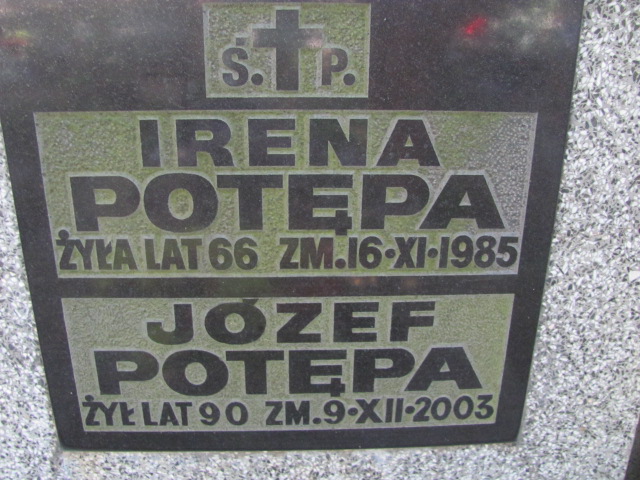 Ś. P.
IRENA
POTĘPA
ŻYŁA LAT 66 ZM.16•XI•1985
JÓZEF
POTĘPA
ŻYŁ LAT 90 ZM.9•XII•2003